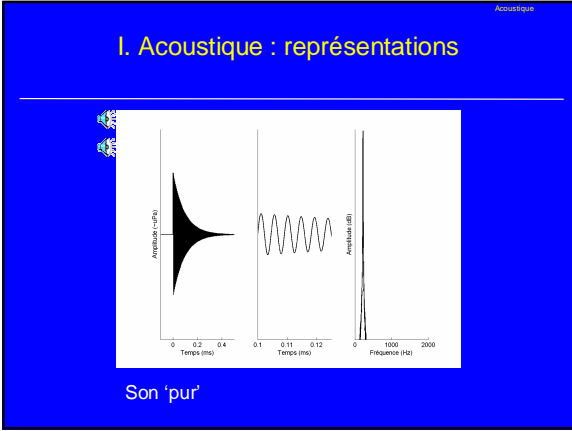 Acoustique
I. Acoustique : représentations
Amplitude (~uPa)
0 0.2 0.4
Temps (ms)
0.1 0.11 0.12
Temps (ms)
Amplitude (dB)
0 1000 2000
Fréquence (Hz)
Son ‘pur’